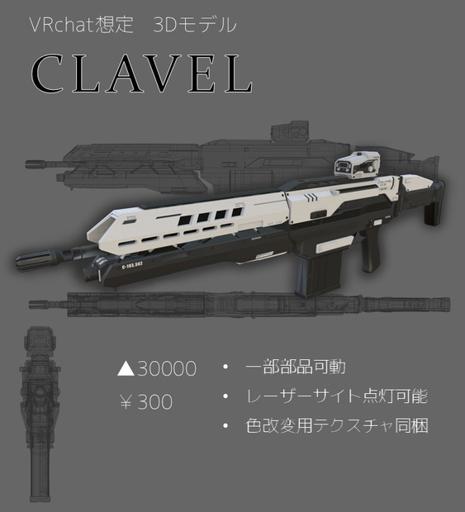 VRchat想定　3Dモデル
CLAVEL
▲30000
￥300
• 一部部品可動
• レーザーサイト点灯可能
• 色改変用テクスチャ同梱